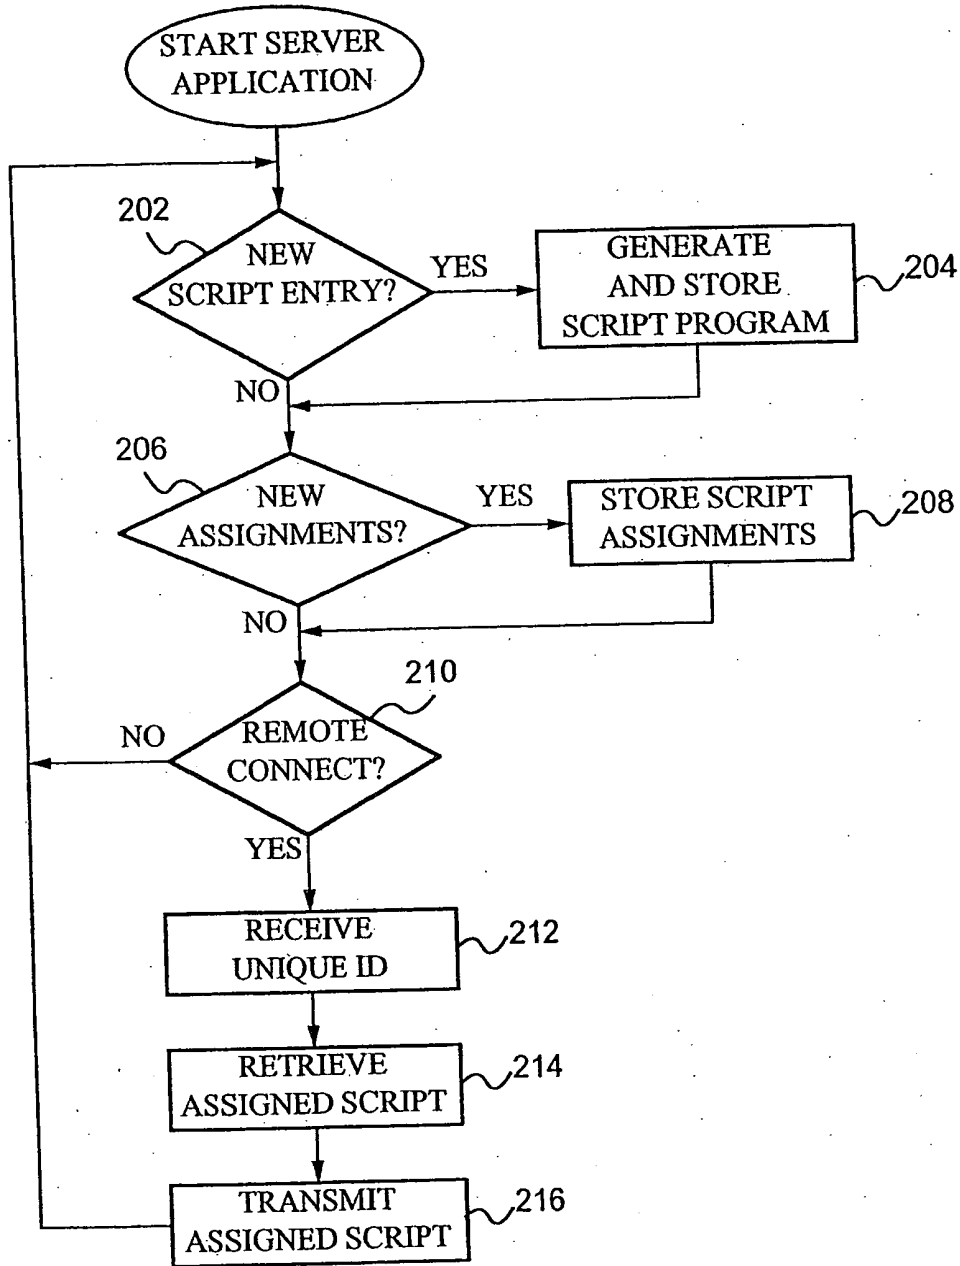 START SERVER
APPLICATION
202
NEW
SCRIPT ENTRY?
YES
GENERATE
AND STORE
SCRIPT PROGRAM
204
NO
206
NEW
ASSIGNMENTS?
YES
STORE SCRIPT
ASSIGNMENTS
208
NO
210
REMOTE
CONNECT?
NO
YES
RECEIVE
UNIQUE ID
212
RETRIEVE
ASSIGNED SCRIPT
214
TRANSMIT
ASSIGNED SCRIPT
216